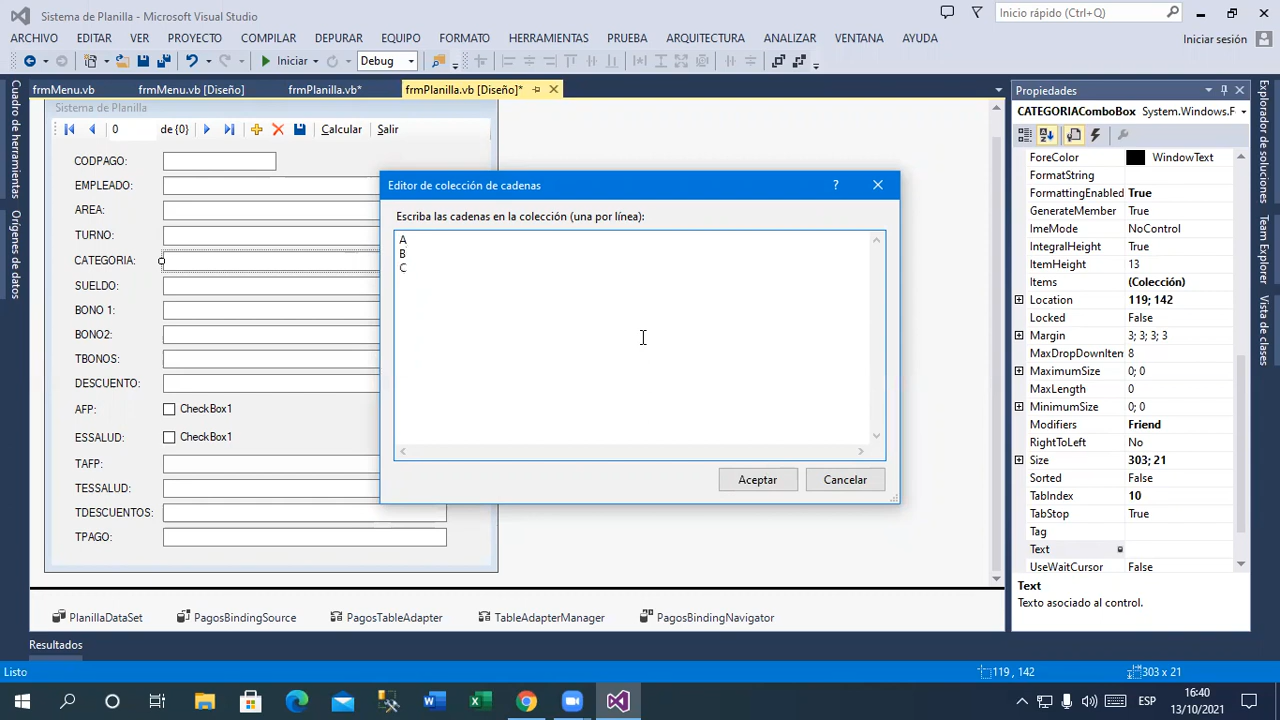 Sistema de Planilla - Microsoft Visual Studio
Inicio rápido (Ctrl+Q)
ARCHIVO EDITAR VER PROYECTO COMPILAR DEPURAR EQUIPO FORMATO HERRAMIENTAS PRUEBA ARQUITECTURA ANALIZAR VENTANA AYUDA
Iniciar sesión
Iniciar Debug
Cuadro de herramientas
Orígenes de datos
frmMenu.vb frmMenu.vb [Diseño] frmPlanilla.vb* frmPlanilla.vb [Diseño]*
Sistema de Planilla
0 de {0} Calcular Salir
CODPAGO:
EMPLEADO:
AREA:
TURNO:
CATEGORIA:
SUELDO:
BONO 1:
BONO2:
TBONOS:
DESCUENTO:
AFP: CheckBox1
ESSALUD: CheckBox1
TAFP:
TESSALUD:
TDESCUENTOS:
TPAGO:
Editor de colección de cadenas ?
Escriba las cadenas en la colección (una por línea):
A
B
C
Aceptar Cancelar
Propiedades
CATEGORIAComboBox System.Windows.F
ForeColor WindowText
FormatString
FormattingEnabled True
GenerateMember True
ImeMode NoControl
IntegralHeight True
ItemHeight 13
Items (Colección)
Location 119; 142
Locked False
Margin 3; 3; 3; 3
MaxDropDownItem 8
MaximumSize 0; 0
MaxLength 0
MinimumSize 0; 0
Modifiers Friend
RightToLeft No
Size 303; 21
Sorted False
TabIndex 10
TabStop True
Tag
Text
UseWaitCursor False
Text
Texto asociado al control.
Explorador de soluciones
Team Explorer
Vista de clases
PlanillaDataSet PagosBindingSource PagosTableAdapter TableAdapterManager PagosBindingNavigator
Resultados
Listo 119 , 142 303 x 21
ESP 16:40
13/10/2021